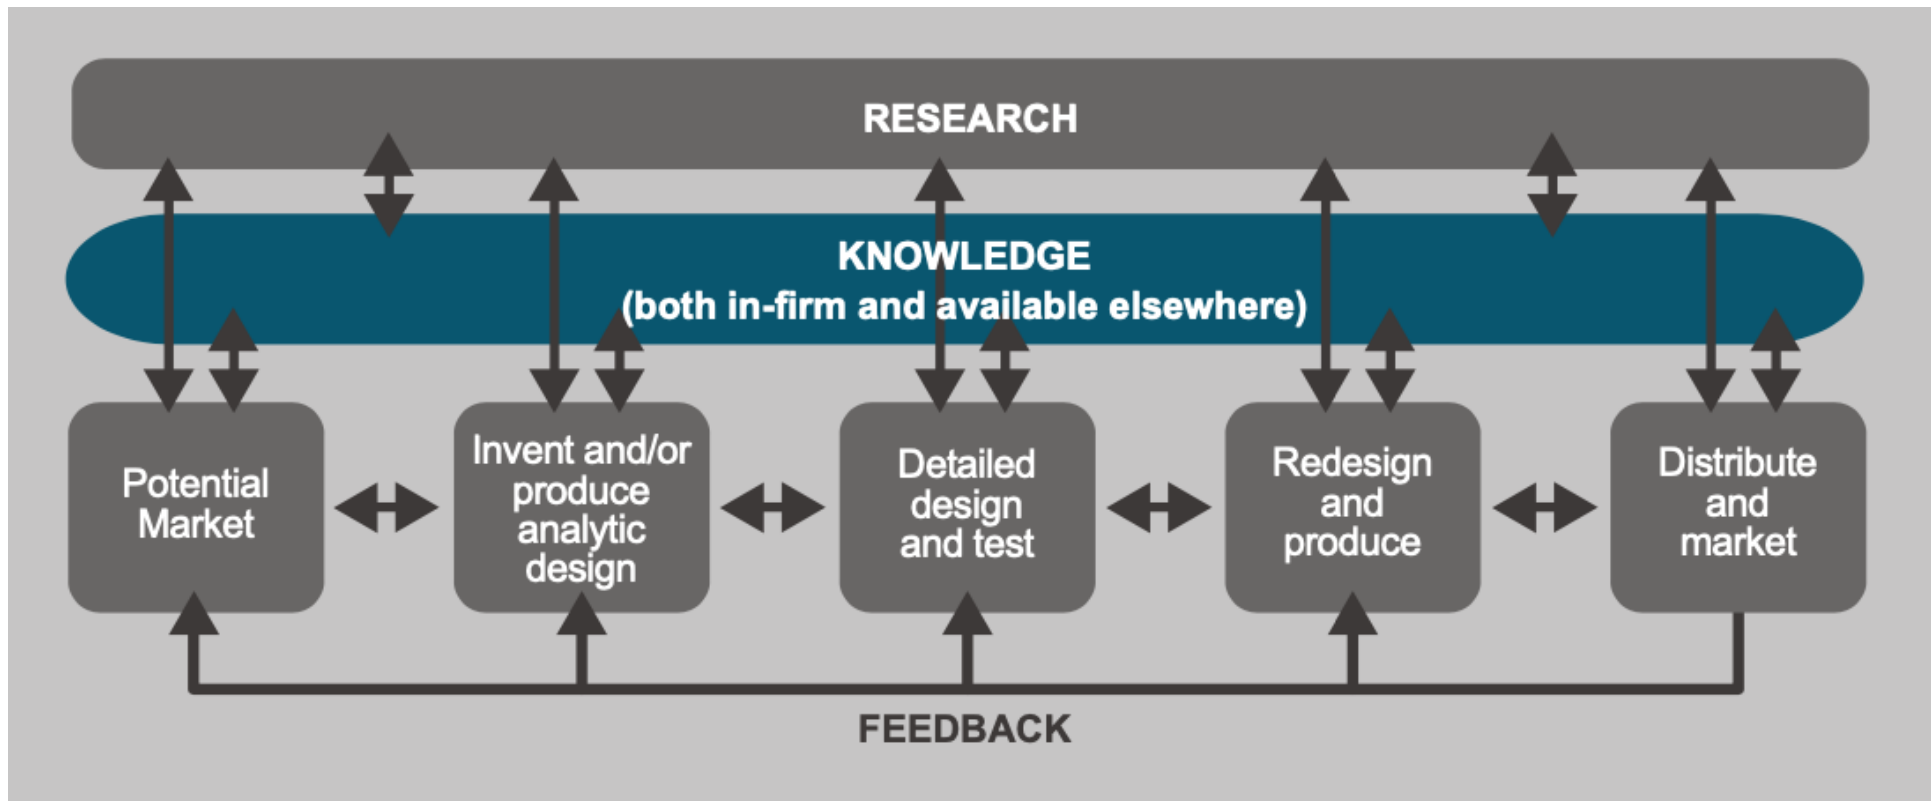 RESEARCH
KNOWLEDGE
(both in-firm and available elsewhere)
Potential
Market
Invent and/or
produce
analytic
design
Detailed
design
and test
Redesign
and
produce
Distribute
and
market
FEEDBACK